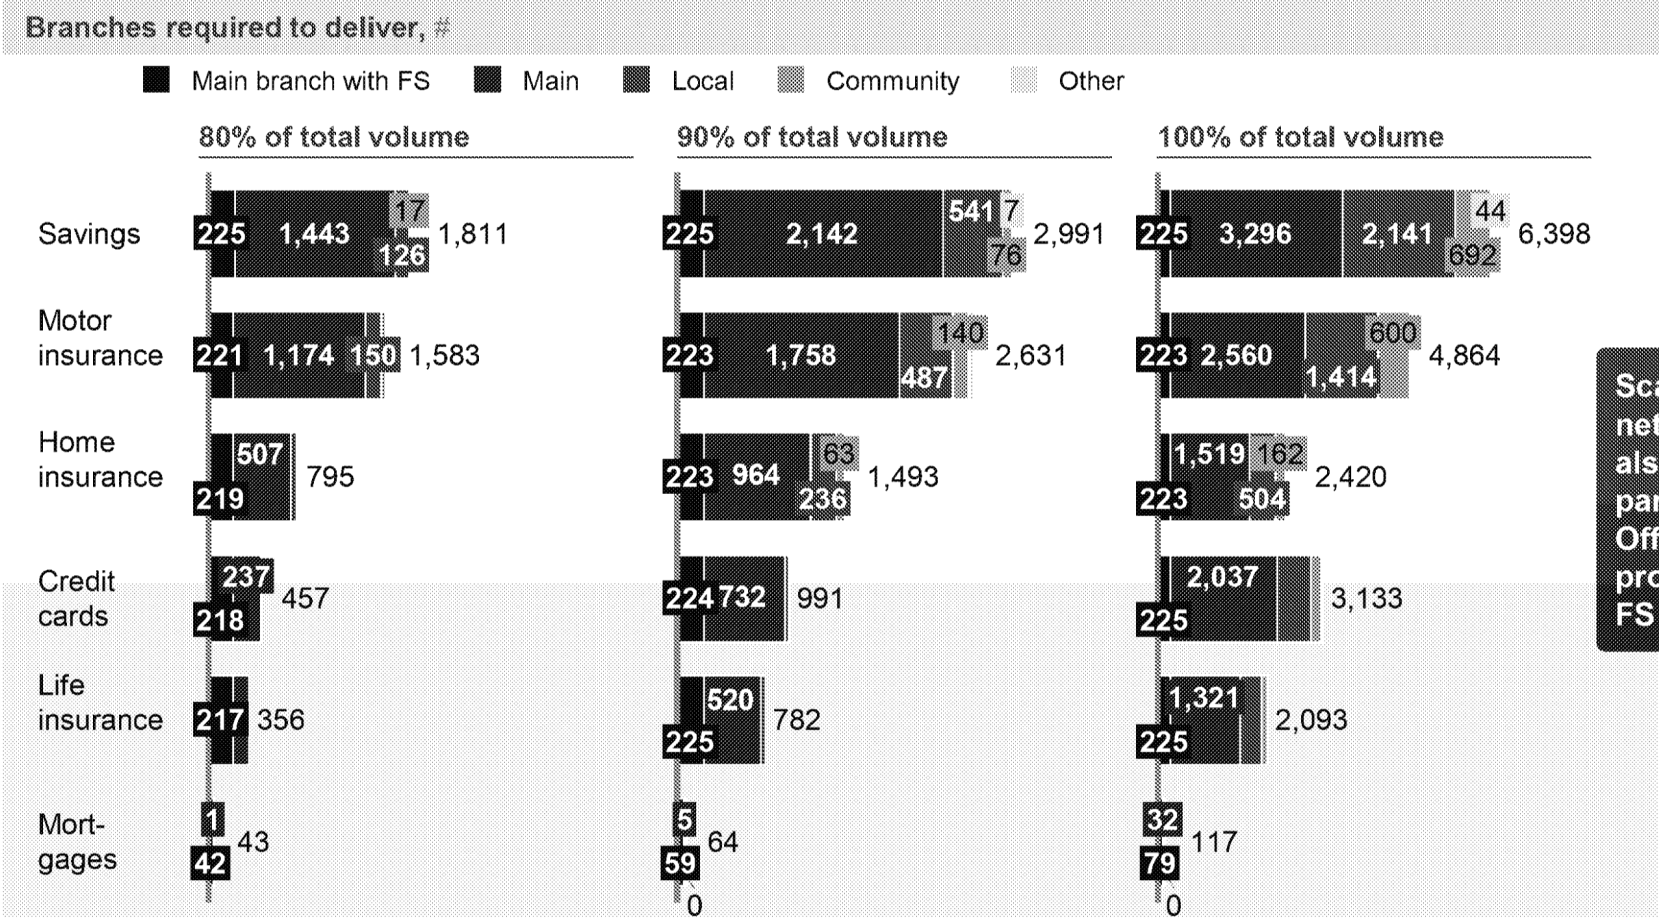 Branches required to deliver, #
Main branch with FS Main Local Community Other
80% of total volume 90% of total volume 100% of total volume
Savings
225 1,443 17 126 1,811
225 2,142 541 7 76 2,991
225 3,296 2,141 44 692 6,398
Motor
insurance
221 1,174 150 1,583
223 1,758 487 140 2,631
223 2,560 1,414 600 4,864
Home
insurance
219 507 795
223 964 236 63 1,493
223 1,519 504 162 2,420
Credit
cards
218 237 457
224 732 991
225 2,037 3,133
Life
insurance
217 356
225 520 782
225 1,321 2,093
Mort-
gages
1 42 43
5 59 64 0
32 79 117 0
FS